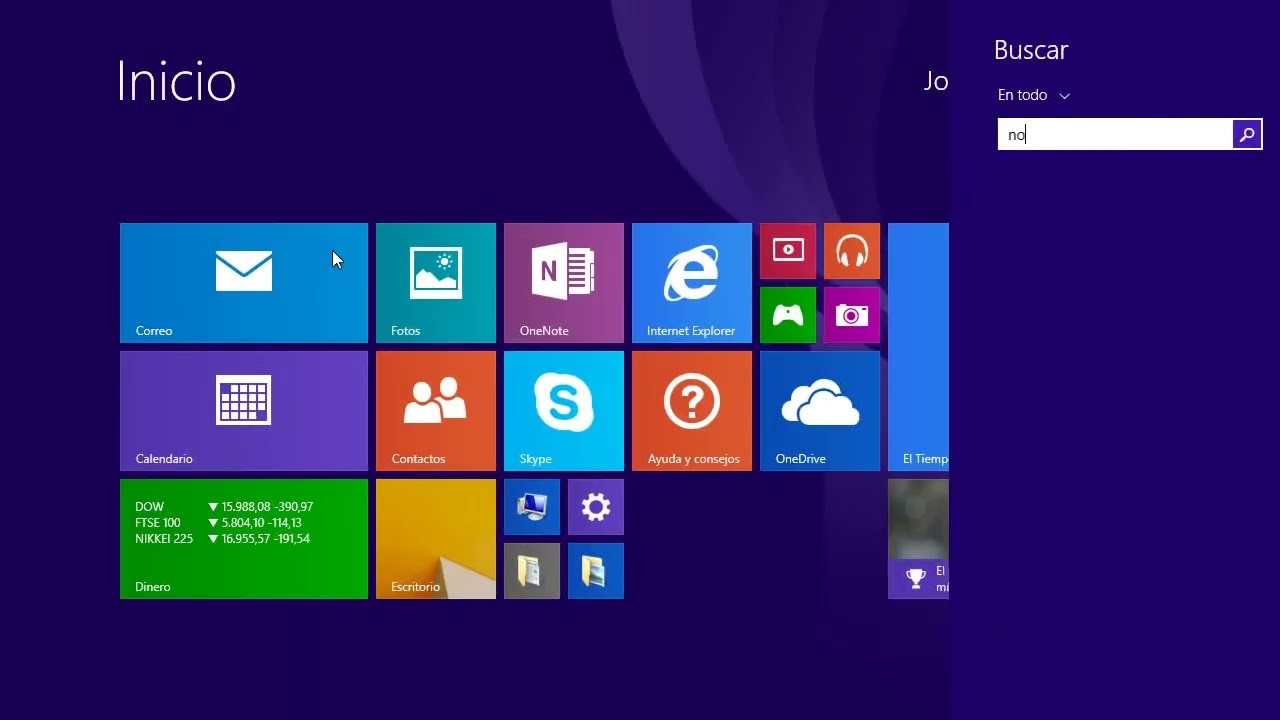 Inicio
Jo
Buscar
En todo
no
Correo
Fotos
N
OneNote
Internet Explorer
Calendario
Contactos
S
Skype
?
Ayuda y consejos
OneDrive
El Tiemp
DOW ▼ 15.988,08 -390,97
FTSE 100 ▼ 5.804,10 -114,13
NIKKEI 225 ▼ 16.955,57 -191,54
Dinero
Escritorio
El
mi